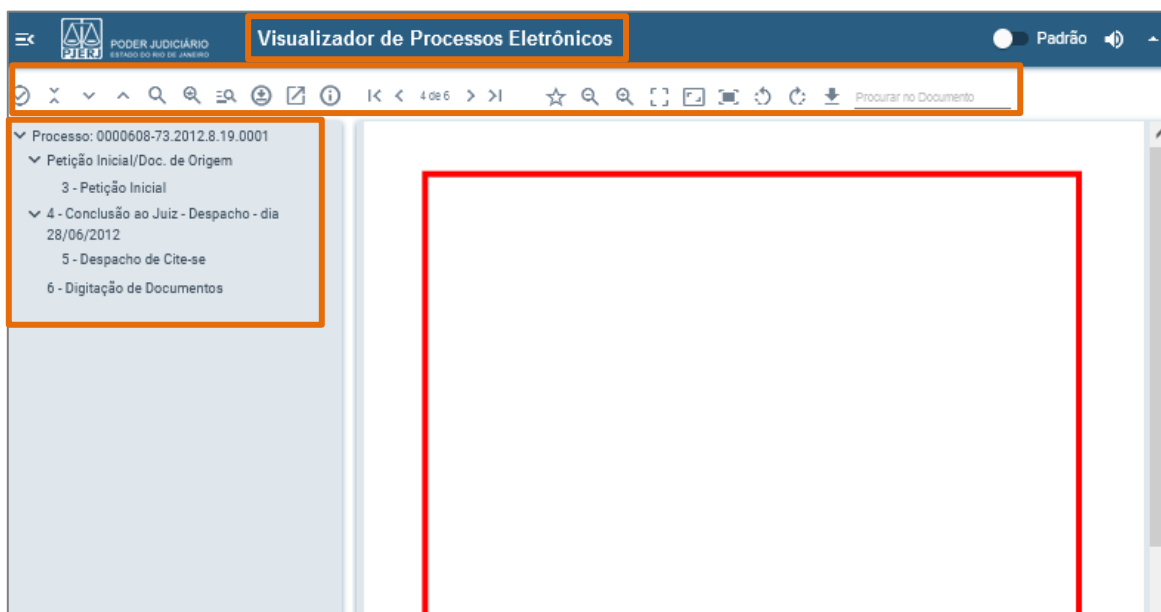 PJERJ
PODER JUDICIÁRIO
ESTADO DO RIO DE JANEIRO
Visualizador de Processos Eletrônicos
Padrão
4 de 6
Procurar no Documento
Processo: 0000608-73.2012.8.19.0001
Petição Inicial/Doc. de Origem
3 - Petição Inicial
4 - Conclusão ao Juiz - Despacho - dia
28/06/2012
5 - Despacho de Cite-se
6 - Digitação de Documentos